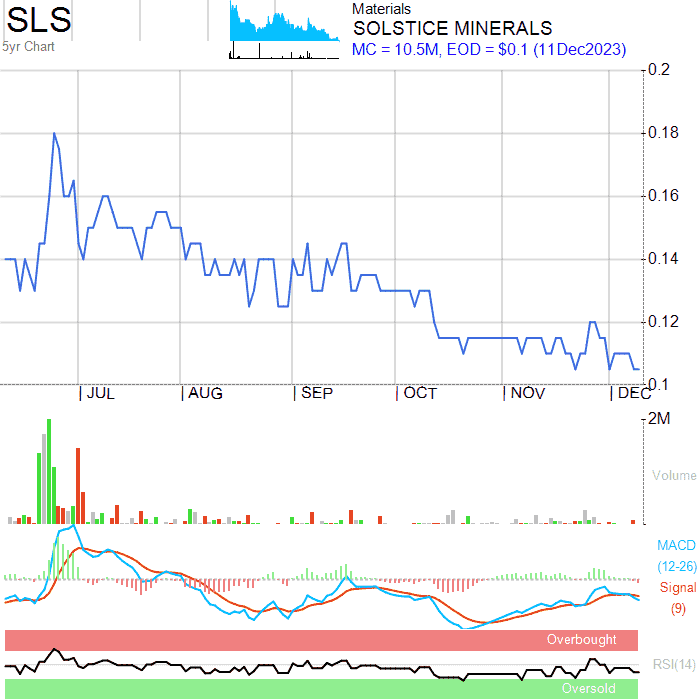 SLS
5yr Chart
Materials
SOLSTICE MINERALS
MC = 10.5M, EOD = $0.1 (11Dec2023)
0.2
0.18
0.16
0.14
0.12
0.1
JUL AUG SEP OCT NOV DEC
2M
Volume
MACD
(12-26)
Signal
(9)
Overbought
RSI(14)
Oversold